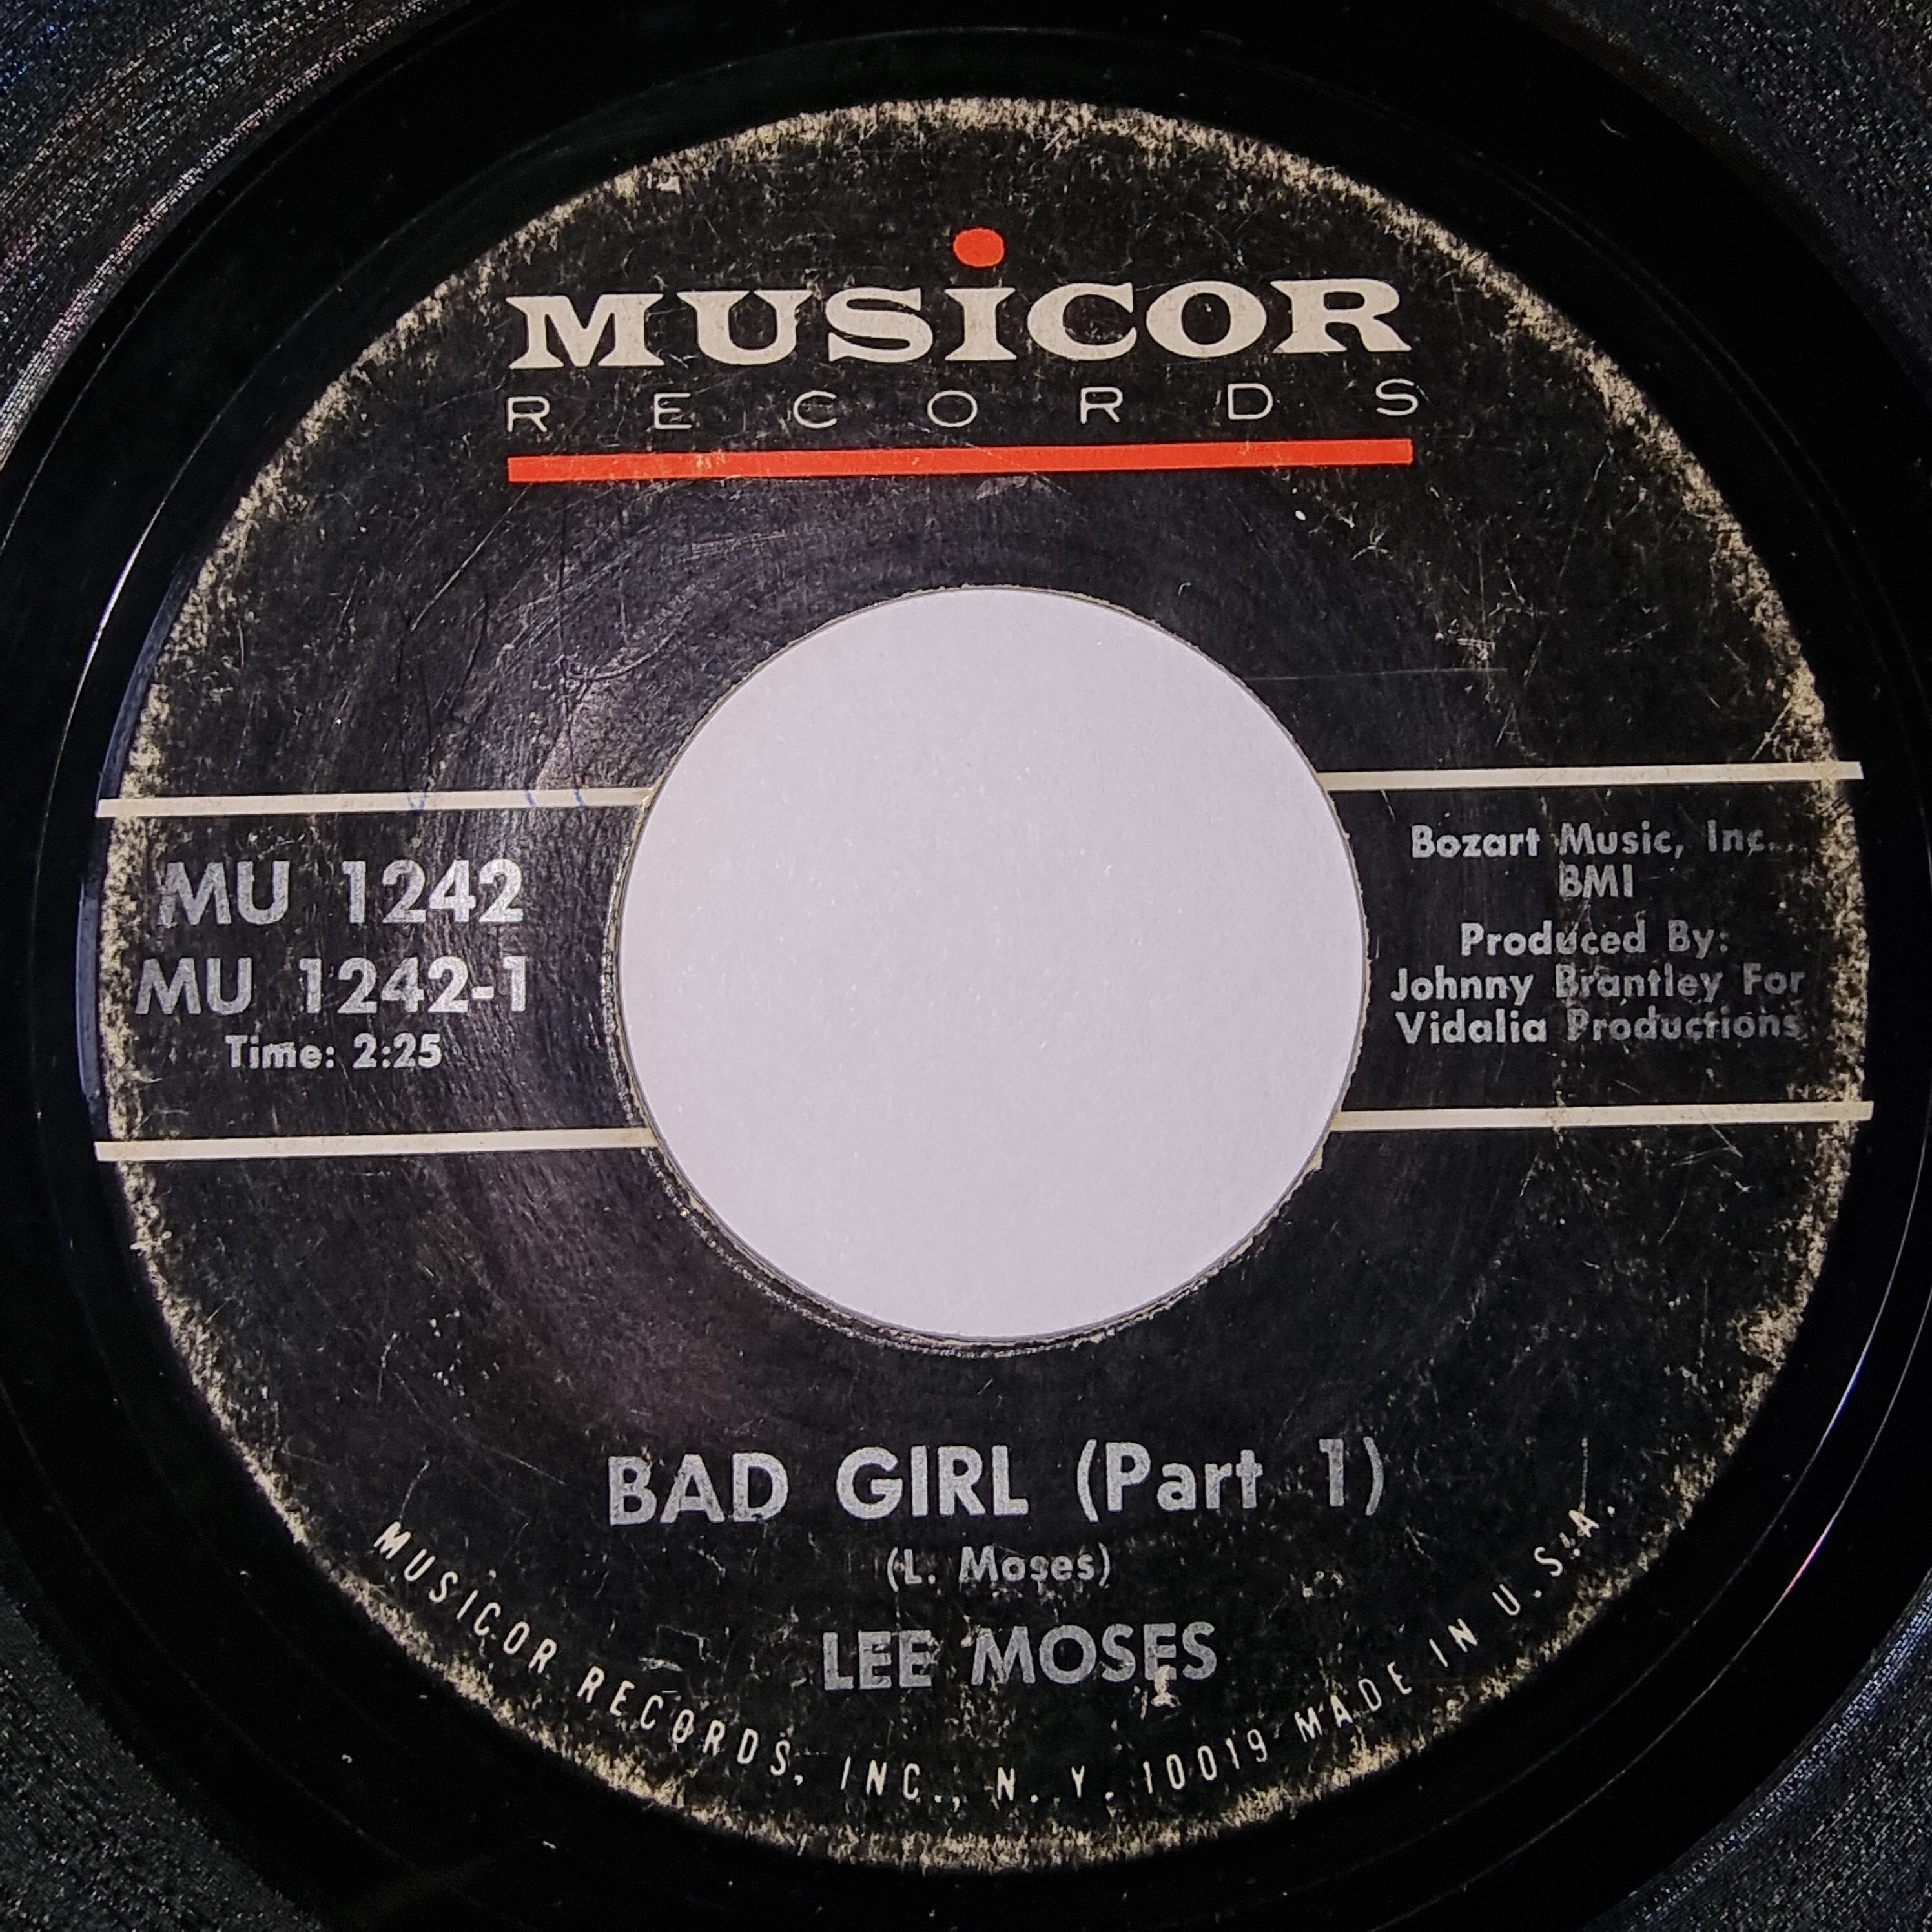 MUSiCOR
RECORDS
MU 1242
MU 1242-1
Time: 2:25
Bozart Music, Inc.
BMI
Produced By:
Johnny Brantley For
Vidalia Productions
BAD GIRL (Part 1)
(L. Moses)
LEE MOSES
MUSICOR RECORDS, INC., N. Y. 10019 MADE IN U.S.A.